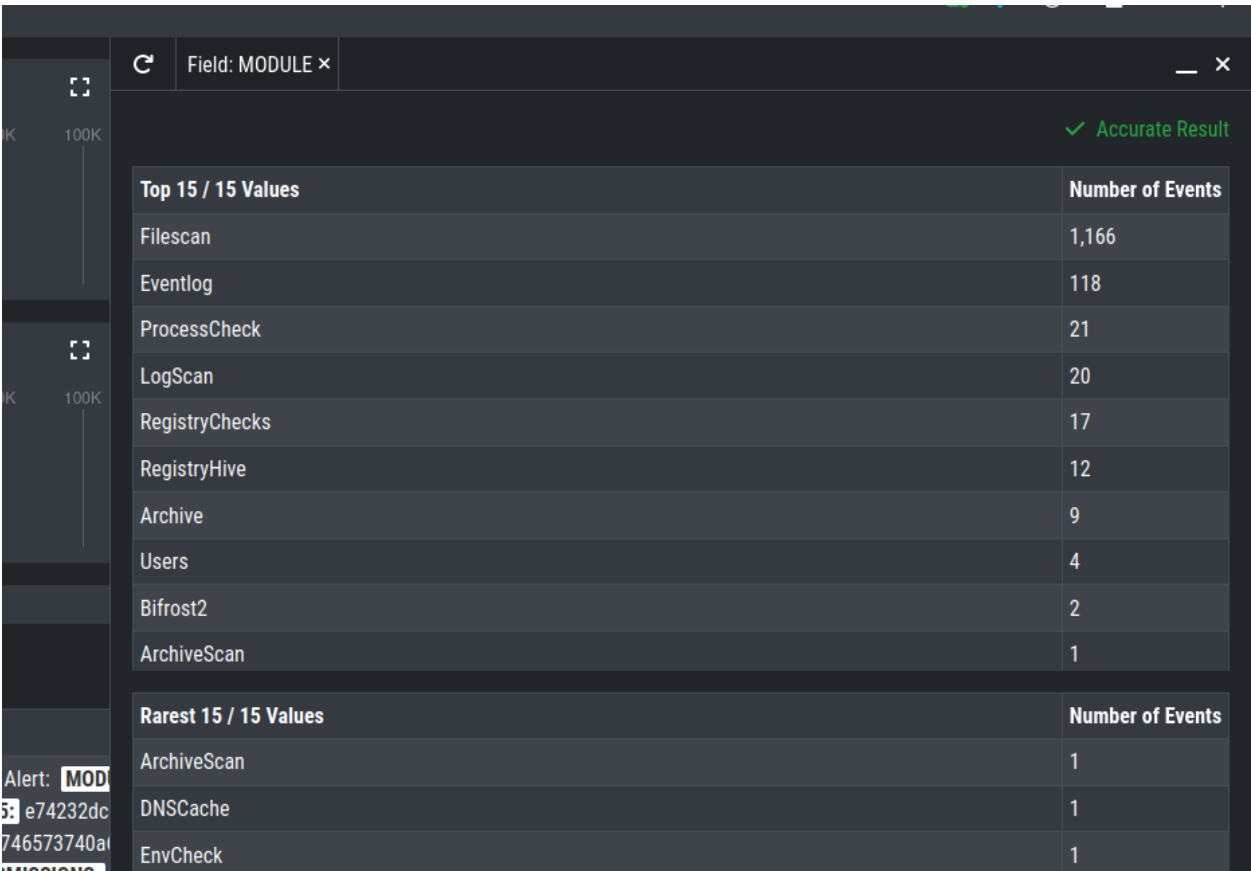 Field: MODULE ×
Accurate Result
100K
100K
Top 15 / 15 Values Number of Events
Filescan 1,166
Eventlog 118
ProcessCheck 21
LogScan 20
RegistryChecks 17
RegistryHive 12
Archive 9
Users 4
Bifrost2 2
ArchiveScan 1
Rarest 15 / 15 Values Number of Events
ArchiveScan 1
DNSCache 1
EnvCheck 1
Alert: MODU
5: e74232dc
746573740a